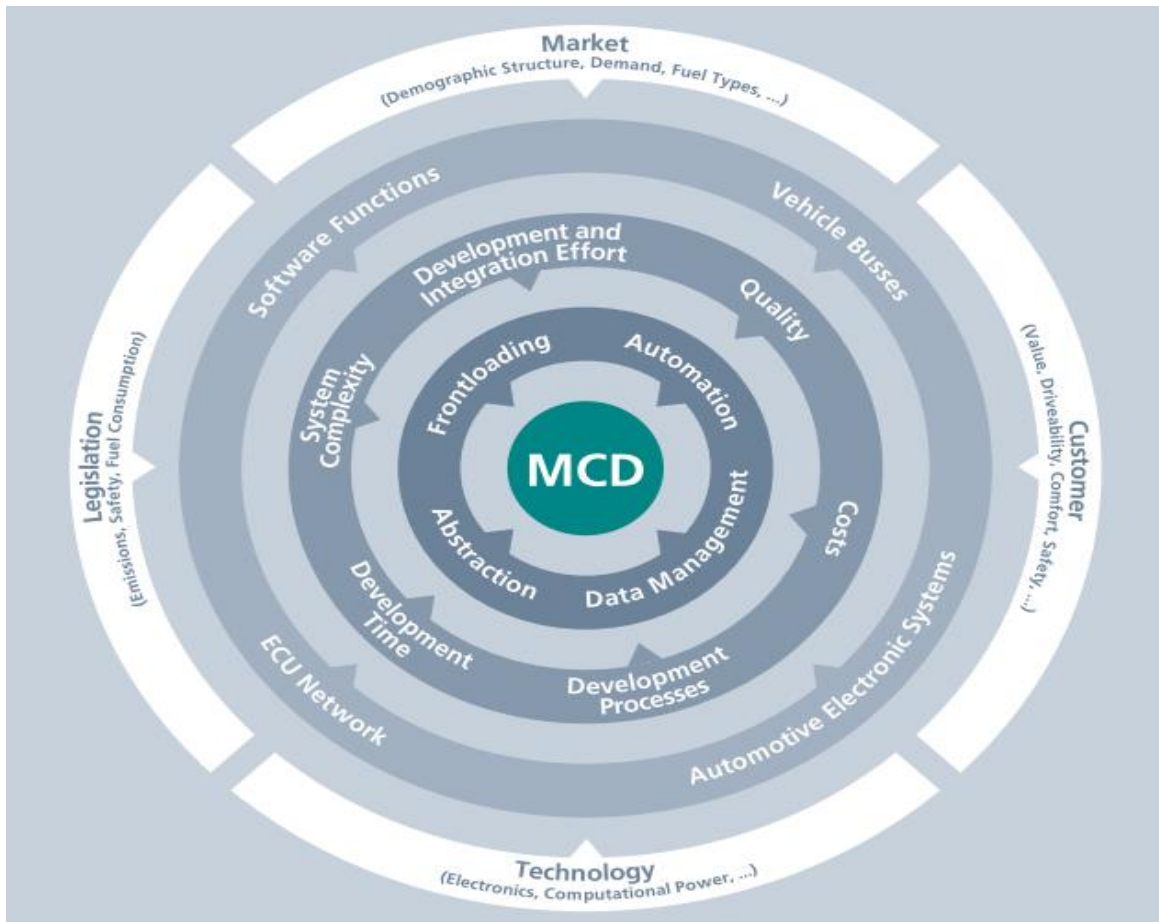 Market
(Demographic Structure, Demand, Fuel Types, ...)
Software Functions
Vehicle Busses
Development and
Integration Effort
Quality
Frontloading
Automation
System
Complexity
Legislation
(Emissions, Safety, Fuel Consumption)
MCD
Customer
(Value, Driveability, Comfort, Safety, ...)
Costs
Abstraction
Data Management
Development
Time
Development
Processes
ECU Network
Automotive Electronic Systems
Technology
(Electronics, Computational Power, ...)